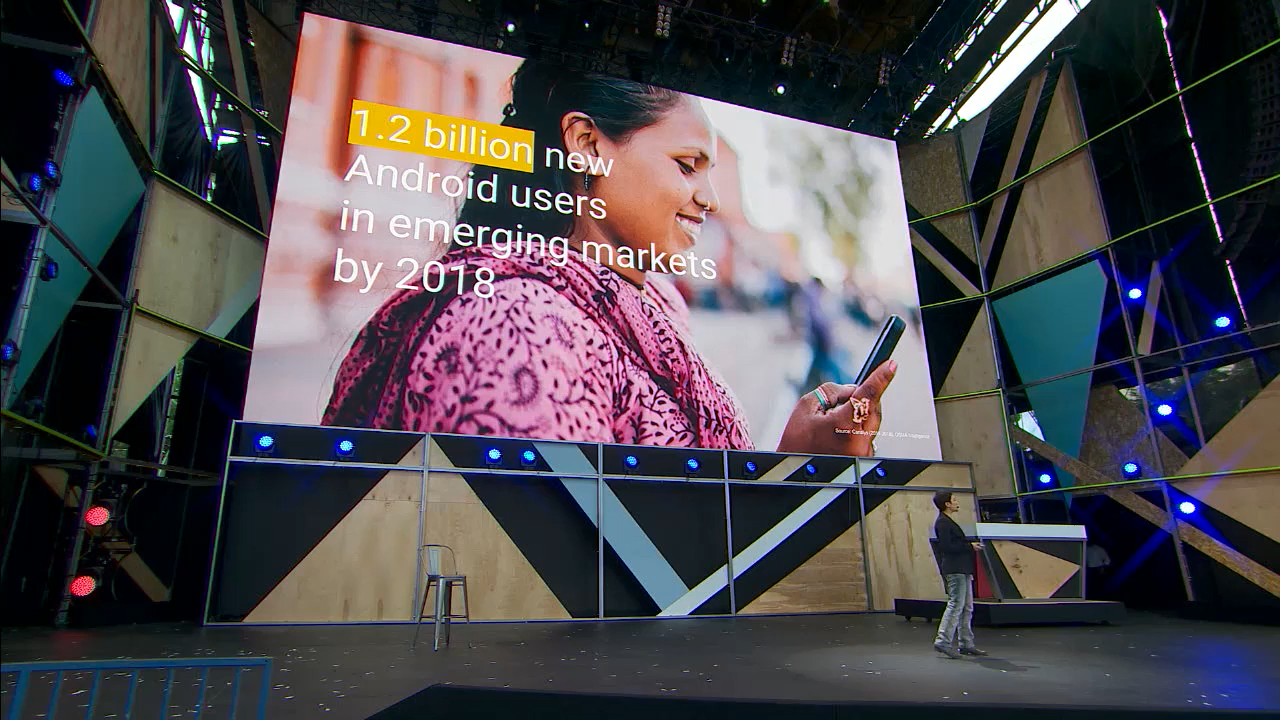 1.2 billion new
Android users
in emerging markets
by 2018